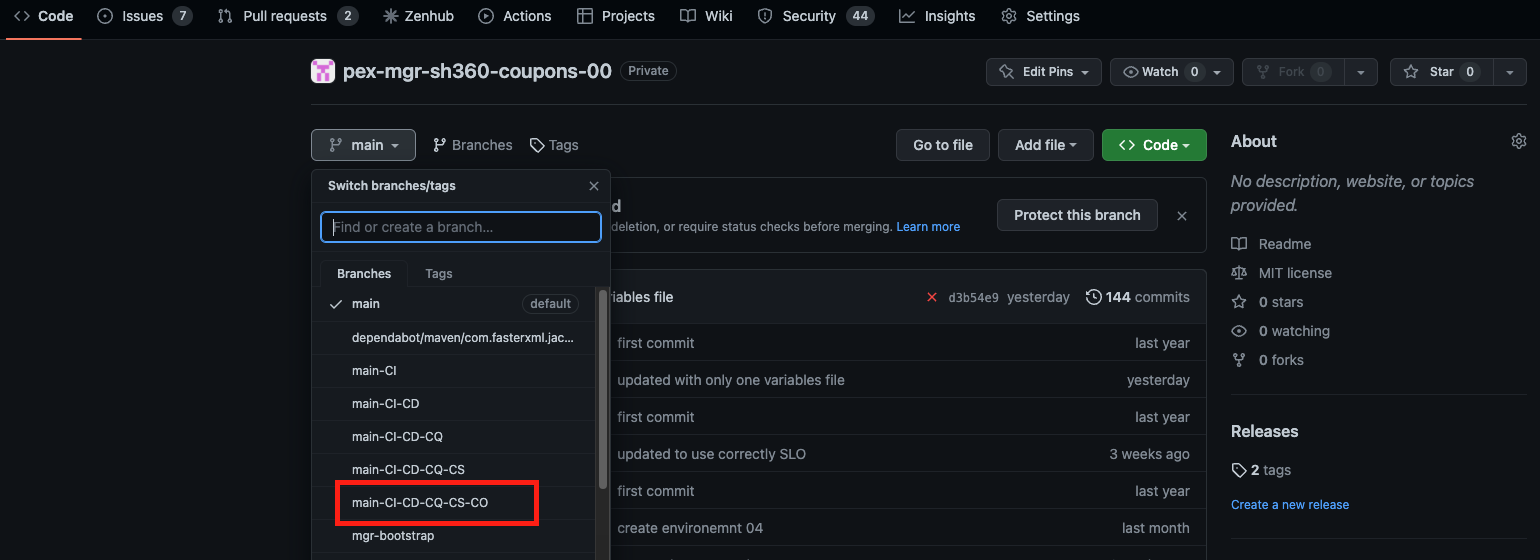 Code Issues 7 Pull requests 2 Zenhub Actions Projects Wiki Security 44 Insights Settings
pex-mgr-sh360-coupons-00 Private Edit Pins Watch 0 Fork 0 Star 0
main Branches Tags Go to file Add file Code
Switch branches/tags
Find or create a branch...
Branches Tags
main default
dependabot/maven/com.fasterxml.jac...
main-CI
main-CI-CD
main-CI-CD-CQ
main-CI-CD-CQ-CS
main-CI-CD-CQ-CS-CO
mgr-bootstrap
d
deletion, or require status checks before merging. Learn more
Protect this branch
iables file d3b54e9 yesterday 144 commits
first commit last year
updated with only one variables file yesterday
first commit last year
updated to use correctly SLO 3 weeks ago
first commit last year
create environemnt 04 last month
last year
About
No description, website, or topics
provided.
Readme
MIT license
0 stars
0 watching
0 forks
Releases
2 tags
Create a new release